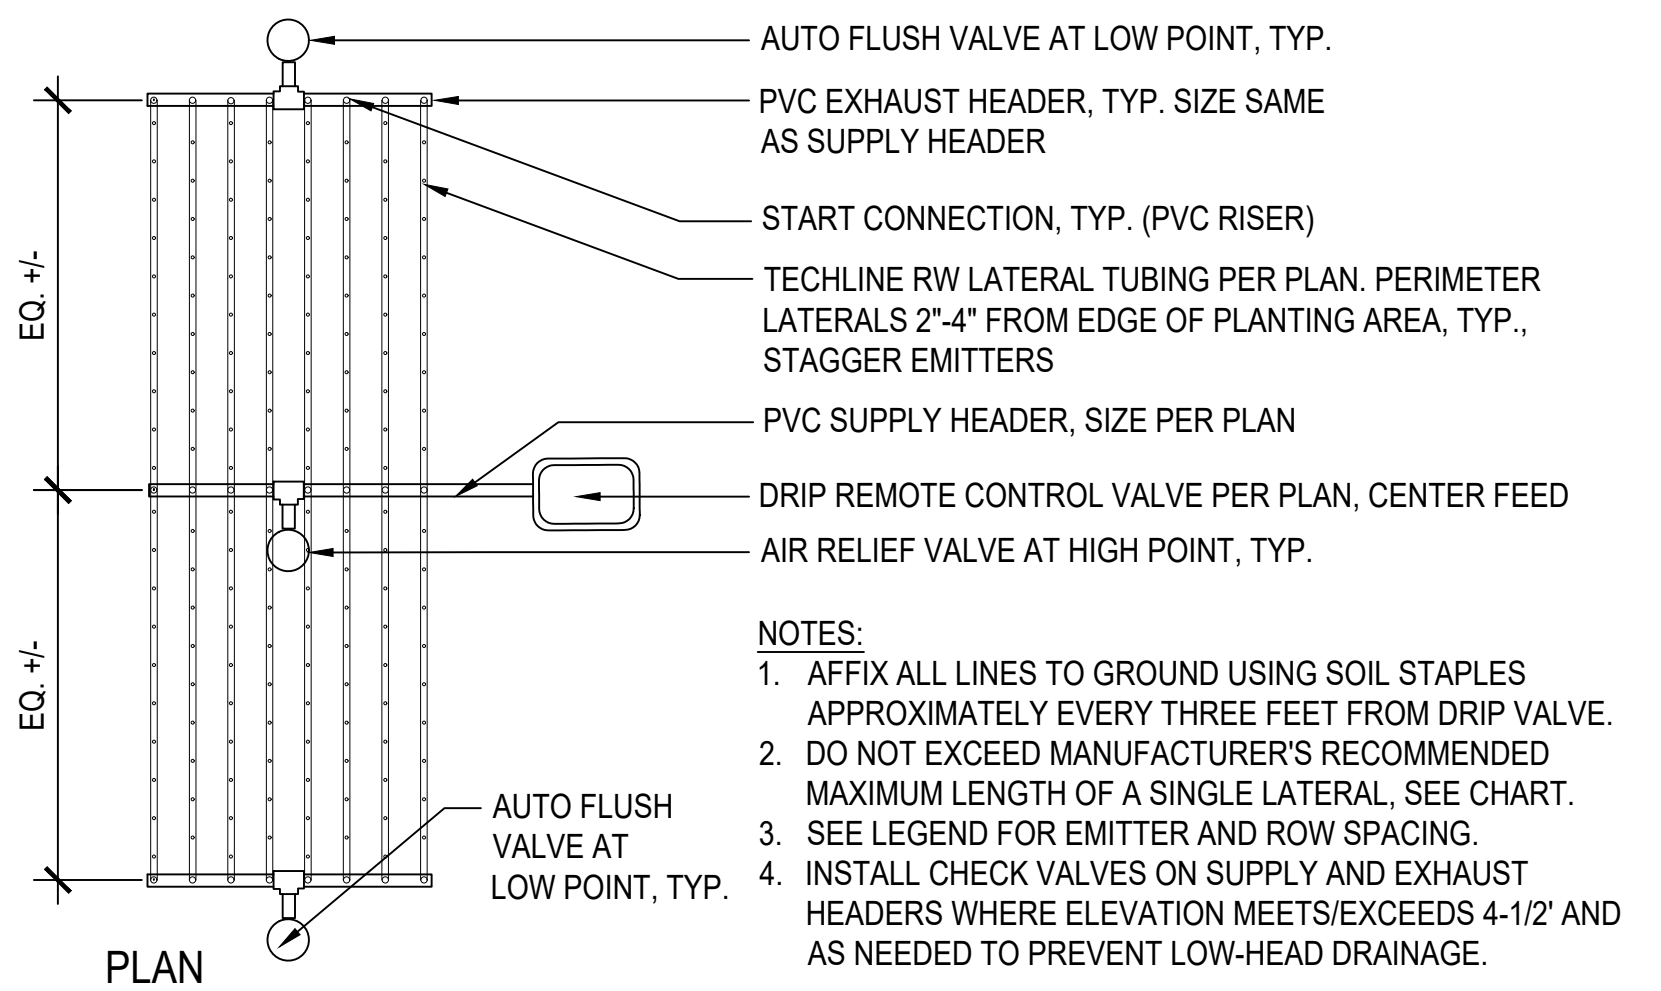 AUTO FLUSH VALVE AT LOW POINT, TYP.
PVC EXHAUST HEADER, TYP. SIZE SAME
AS SUPPLY HEADER
START CONNECTION, TYP. (PVC RISER)
TECHLINE RW LATERAL TUBING PER PLAN. PERIMETER
LATERALS 2"-4" FROM EDGE OF PLANTING AREA, TYP.,
STAGGER EMITTERS
PVC SUPPLY HEADER, SIZE PER PLAN
DRIP REMOTE CONTROL VALVE PER PLAN, CENTER FEED
AIR RELIEF VALVE AT HIGH POINT, TYP.
EQ. +/-
EQ. +/-
AUTO FLUSH
VALVE AT
LOW POINT, TYP.
PLAN
NOTES:
1. AFFIX ALL LINES TO GROUND USING SOIL STAPLES
APPROXIMATELY EVERY THREE FEET FROM DRIP VALVE.
2. DO NOT EXCEED MANUFACTURER'S RECOMMENDED
MAXIMUM LENGTH OF A SINGLE LATERAL, SEE CHART.
3. SEE LEGEND FOR EMITTER AND ROW SPACING.
4. INSTALL CHECK VALVES ON SUPPLY AND EXHAUST
HEADERS WHERE ELEVATION MEETS/EXCEEDS 4-1/2' AND
AS NEEDED TO PREVENT LOW-HEAD DRAINAGE.